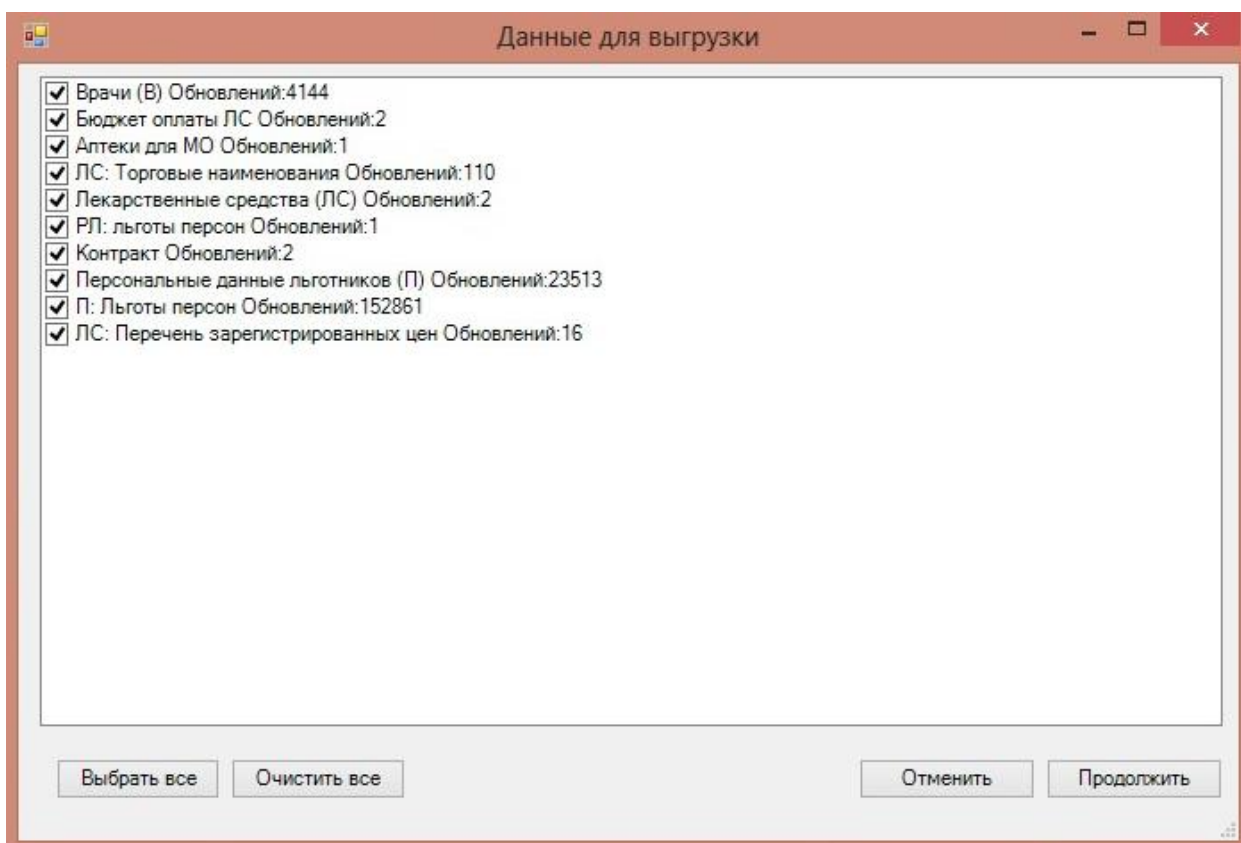 Данные для выгрузки
Врачи (В) Обновлений:4144
Бюджет оплаты ЛС Обновлений:2
Аптеки для МО Обновлений:1
ЛС: Торговые наименования Обновлений:110
Лекарственные средства (ЛС) Обновлений:2
РЛ: льготы персон Обновлений:1
Контракт Обновлений:2
Персональные данные льготников (П) Обновлений:23513
П: Льготы персон Обновлений:152861
ЛС: Перечень зарегистрированных цен Обновлений:16
Выбрать все Очистить все Отменить Продолжить